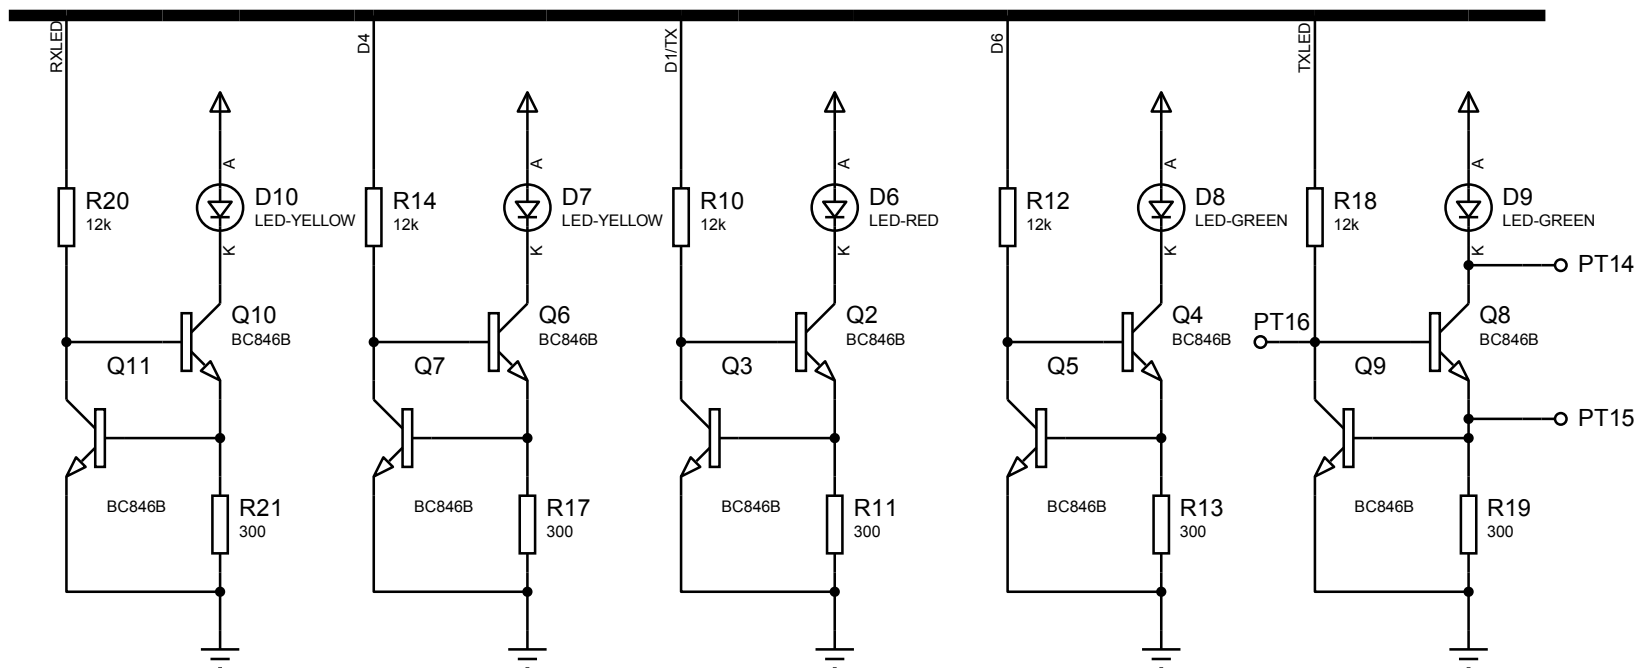 RXLED
D4
D1/TX
D6
TXLED
A
A
A
A
A
R20
12k
D10
LED-YELLOW
R14
12k
D7
LED-YELLOW
R10
12k
D6
LED-RED
R12
12k
D8
LED-GREEN
R18
12k
D9
LED-GREEN
K
K
K
K
K
PT14
Q10
BC846B
Q6
BC846B
Q2
BC846B
Q4
BC846B
PT16
Q8
BC846B
Q11
Q7
Q3
Q5
Q9
PT15
BC846B
R21
300
BC846B
R17
300
BC846B
R11
300
BC846B
R13
300
BC846B
R19
300